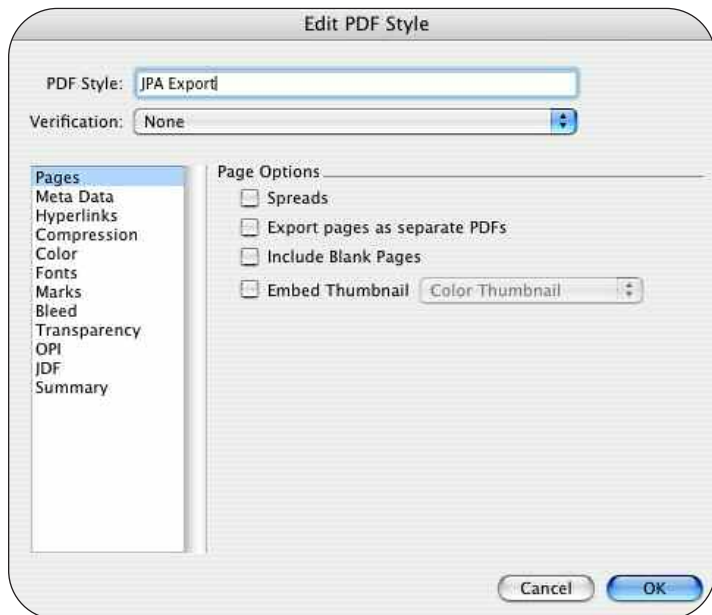 Edit PDF Style
PDF Style: JPA Export
Verification: None
Pages
Meta Data
Hyperlinks
Compression
Color
Fonts
Marks
Bleed
Transparency
OPI
JDF
Summary
Page Options
Spreads
Export pages as separate PDFs
Include Blank Pages
Embed Thumbnail Color Thumbnail
Cancel OK